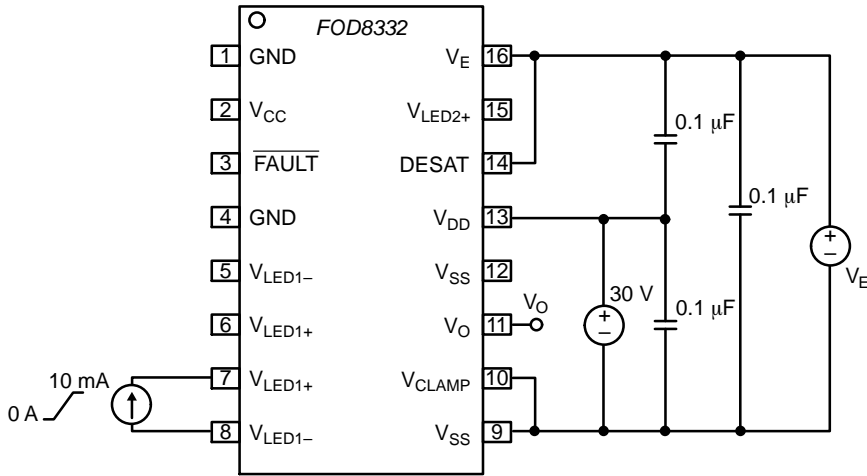 FOD8332
1 GND
2 VCC
3 FAULT
4 GND
5 VLED1–
6 VLED1+
7 VLED1+
8 VLED1–
VE 16
VLED2+ 15
DESAT 14
VDD 13
VSS 12
VO 11
VCLAMP 10
VSS 9
0.1 μF
0.1 μF
0.1 μF
30 V
VO
VE
10 mA
0 A
+
–
+
–